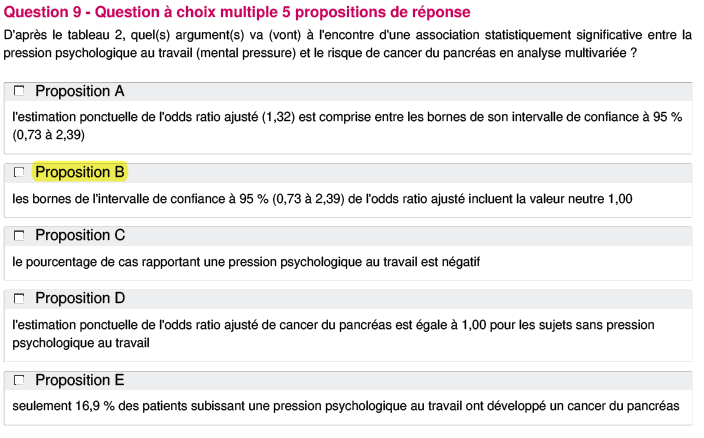 Question 9 - Question à choix multiple 5 propositions de réponse
D'après le tableau 2, quel(s) argument(s) va (vont) à l'encontre d'une association statistiquement significative entre la
pression psychologique au travail (mental pressure) et le risque de cancer du pancréas en analyse multivariée ?
Proposition A
l'estimation ponctuelle de l'odds ratio ajusté (1,32) est comprise entre les bornes de son intervalle de confiance à 95 %
(0,73 à 2,39)
Proposition B
les bornes de l'intervalle de confiance à 95 % (0,73 à 2,39) de l'odds ratio ajusté incluent la valeur neutre 1,00
Proposition C
le pourcentage de cas rapportant une pression psychologique au travail est négatif
Proposition D
l'estimation ponctuelle de l'odds ratio ajusté de cancer du pancréas est égale à 1,00 pour les sujets sans pression
psychologique au travail
Proposition E
seulement 16,9 % des patients subissant une pression psychologique au travail ont développé un cancer du pancréas